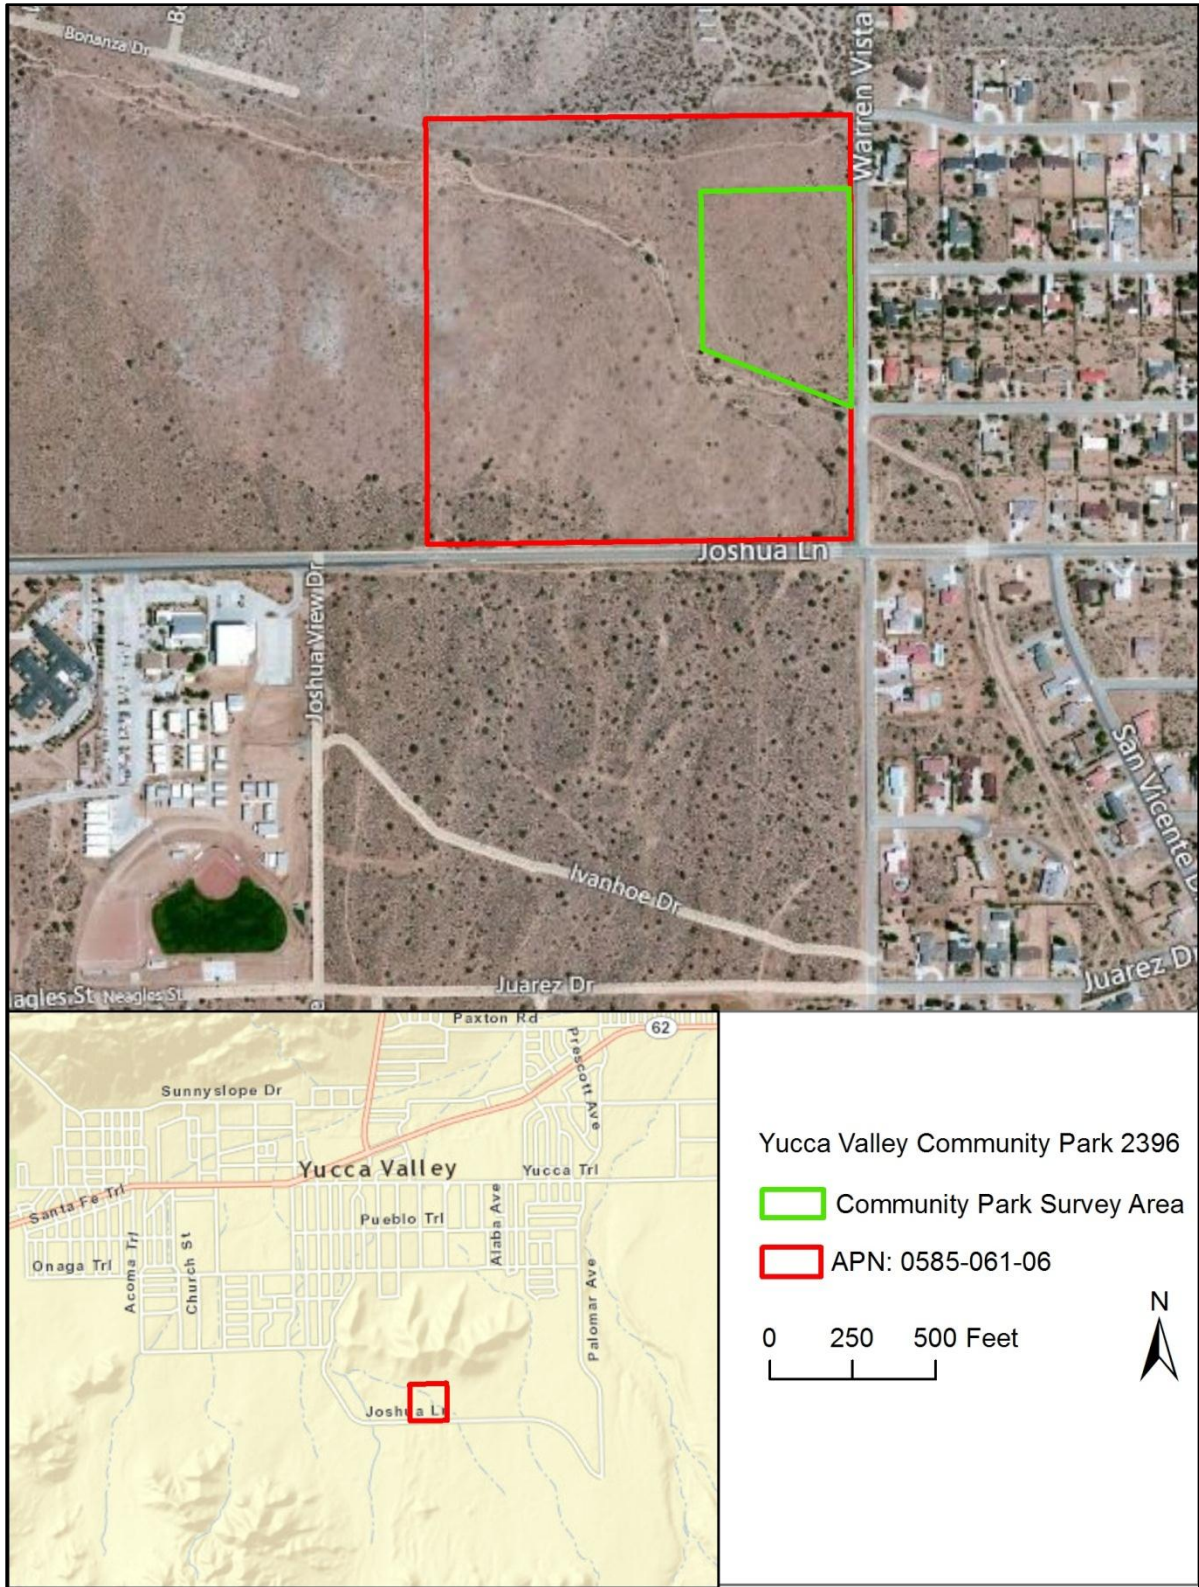 Bonanza Dr
Warren Vista
Joshua Ln
Joshua View Dr
Ivanhoe Dr
San Vicente D
Juarez Dr
Juarez Dr
eagles St
Neagles St
Paxton Rd
62
Prescott Ave
Sunnyslope Dr
Yucca Valley
Yucca Trl
Santa Fe Trl
Pueblo Trl
Alaba Ave
Onaga Trl
Acoma Trl
Church St
Palomar Ave
Joshua Ln
Yucca Valley Community Park 2396
Community Park Survey Area
APN: 0585-061-06
N
0 250 500 Feet